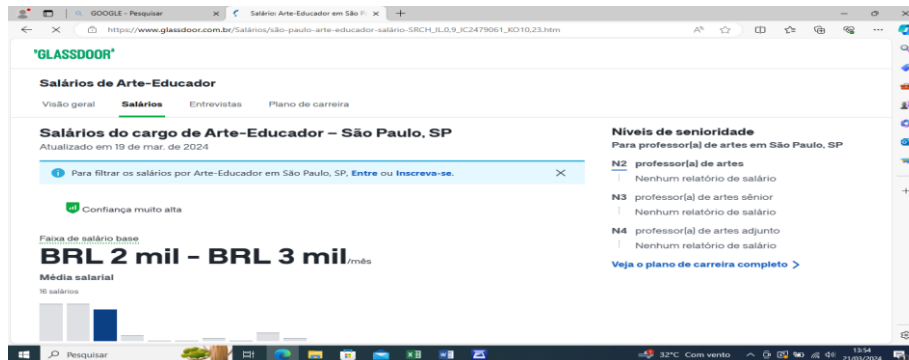 GOOGLE - Pesquisar
Salário: Arte-Educador em São P
https://www.glassdoor.com.br/Salários/são-paulo-arte-educador-salário-SRCH_IL.0,9_IC2479061_KO10,23.htm
GLASSDOOR
Salários de Arte-Educador
Visão geral Salários Entrevistas Plano de carreira
Salários do cargo de Arte-Educador – São Paulo, SP
Atualizado em 19 de mar. de 2024
Para filtrar os salários por Arte-Educador em São Paulo, SP, Entre ou Inscreva-se.
Confiança muito alta
Faixa de salário base
BRL 2 mil - BRL 3 mil/mês
Média salarial
16 salários
Níveis de senioridade
Para professor[a] de artes em São Paulo, SP
N2 professor[a] de artes
Nenhum relatório de salário
N3 professor[a] de artes sênior
Nenhum relatório de salário
N4 professor[a] de artes adjunto
Nenhum relatório de salário
Veja o plano de carreira completo
Pesquisar
32°C Com vento
13:54
21/03/2024